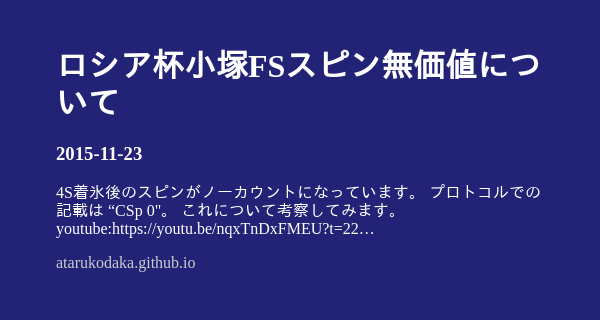 ロシア杯小塚FSスピン無価値につ
いて
2015-11-23
4S着氷後のスピンがノーカウントになっています。 プロトコルでの
記載は “CSp 0"。 これについて考察してみます。
youtube:https://youtu.be/nqxTnDxFMEU?t=22…
atarukodaka.github.io